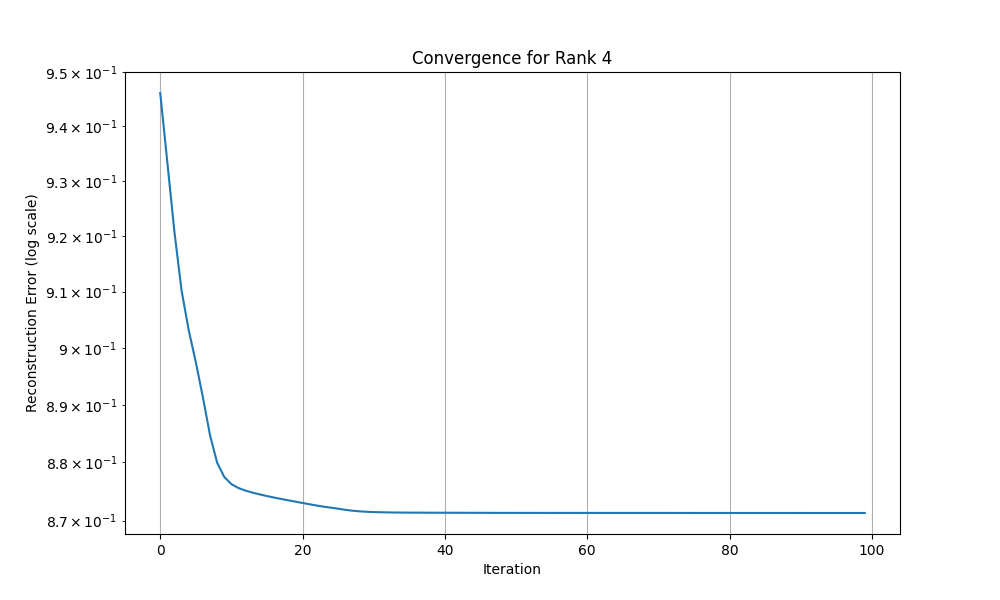 Convergence for Rank 4
Reconstruction Error (log scale)
9.5 × 10⁻¹
9.4 × 10⁻¹
9.3 × 10⁻¹
9.2 × 10⁻¹
9.1 × 10⁻¹
9 × 10⁻¹
8.9 × 10⁻¹
8.8 × 10⁻¹
8.7 × 10⁻¹
0 20 40 60 80 100
Iteration